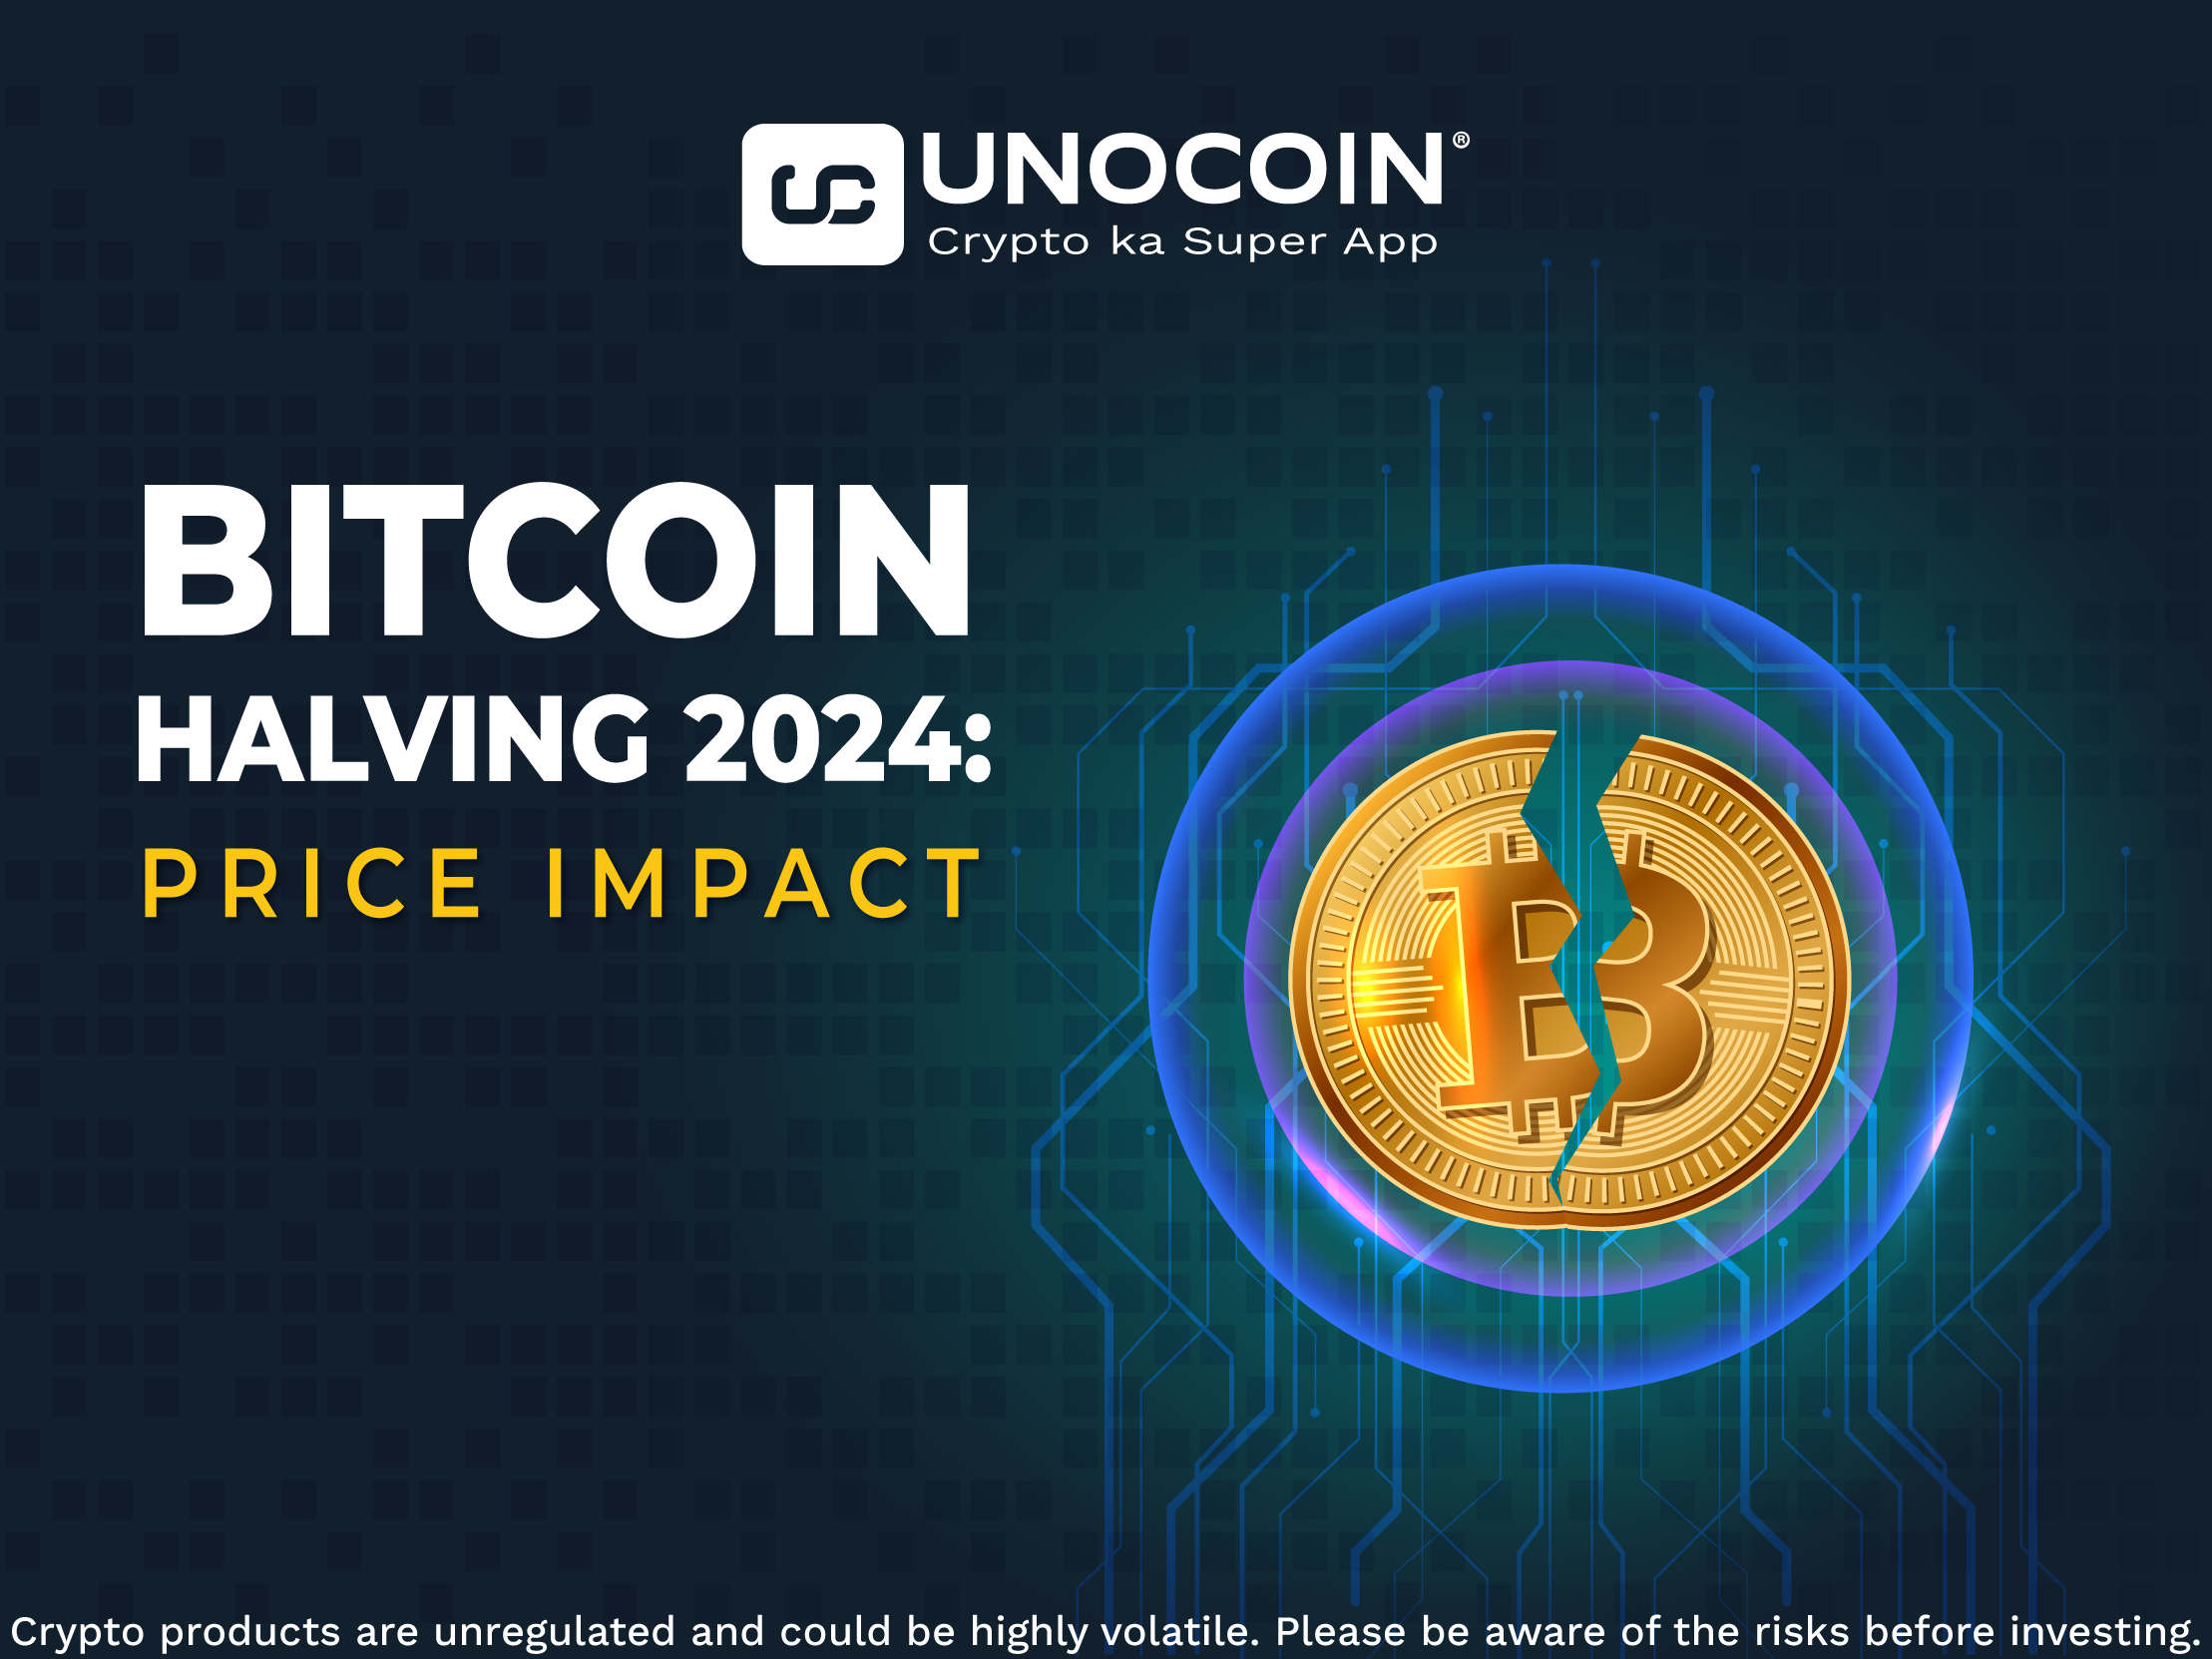 UNOCOIN®
Crypto ka Super App
BITCOIN
HALVING 2024:
PRICE IMPACT
Crypto products are unregulated and could be highly volatile. Please be aware of the risks before investing.